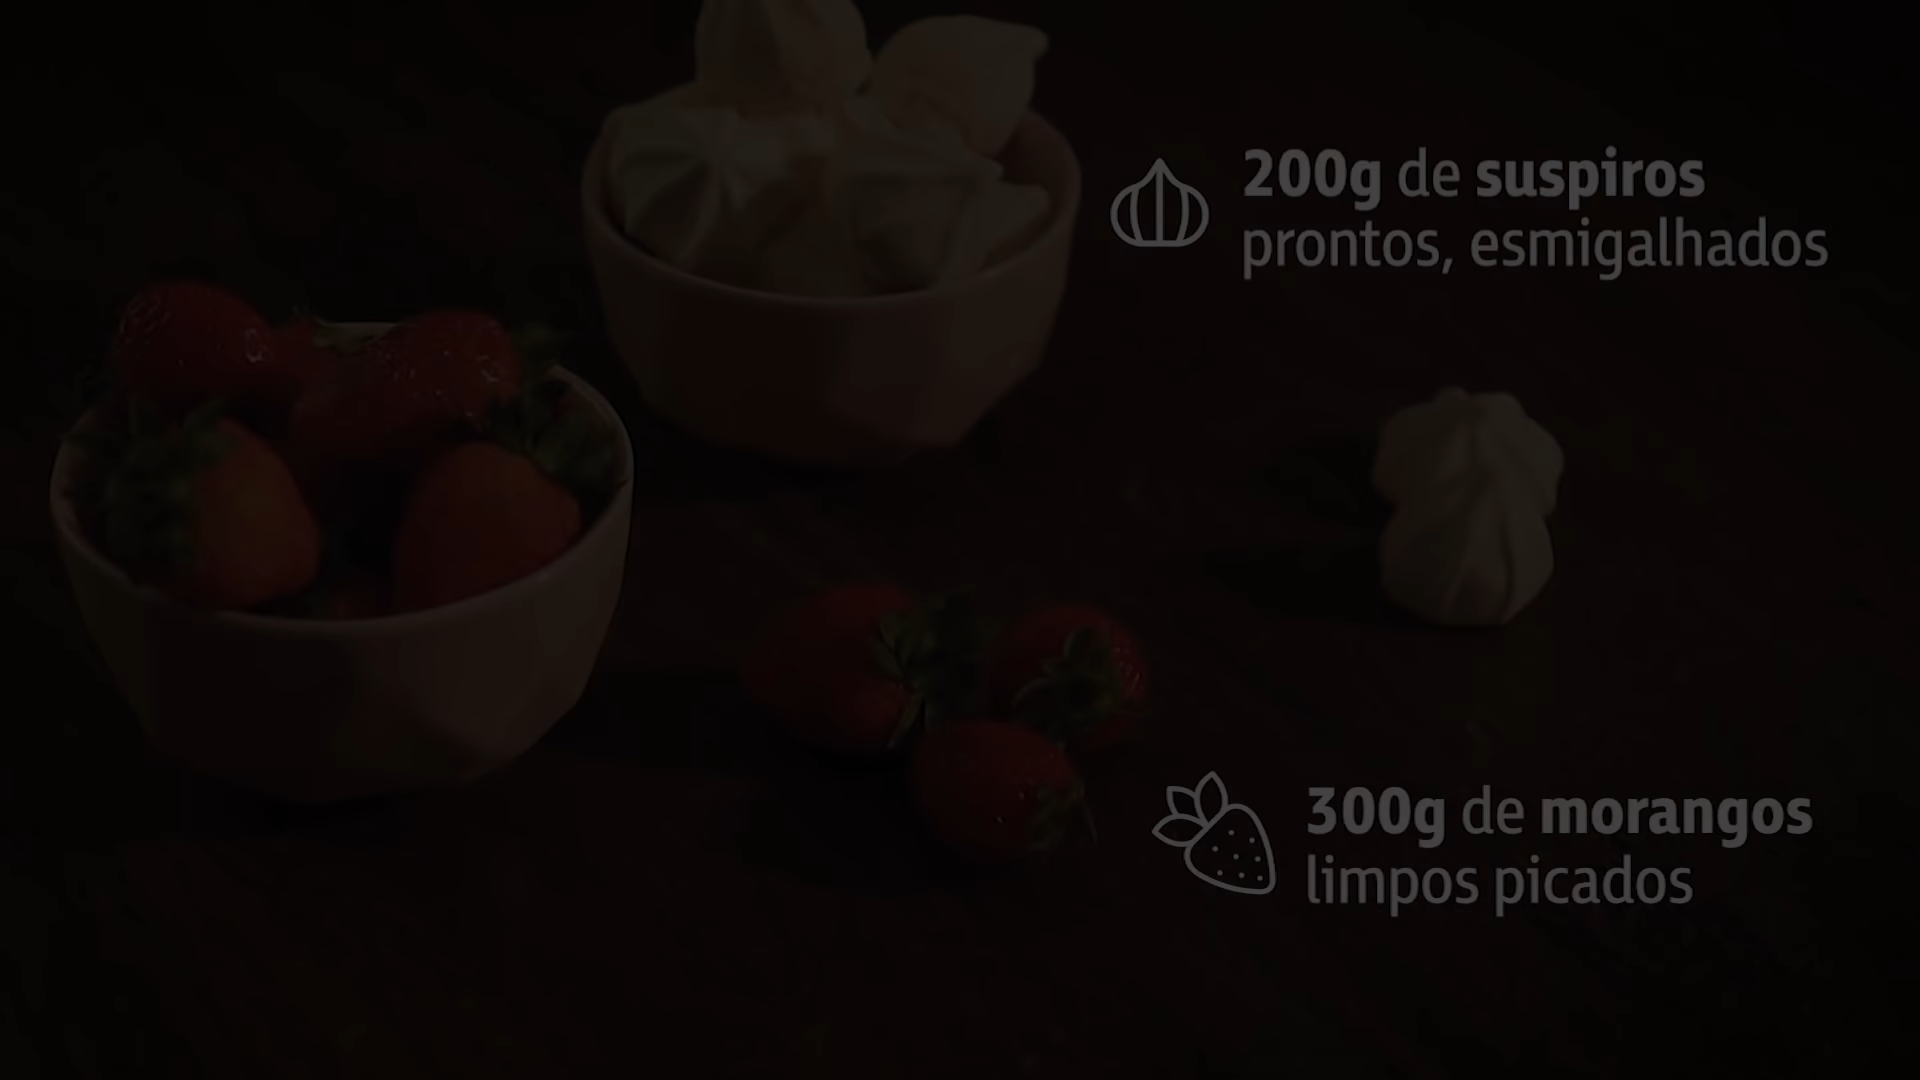 200g de suspiros
prontos, esmigalhados
300g de morangos
limpos picados